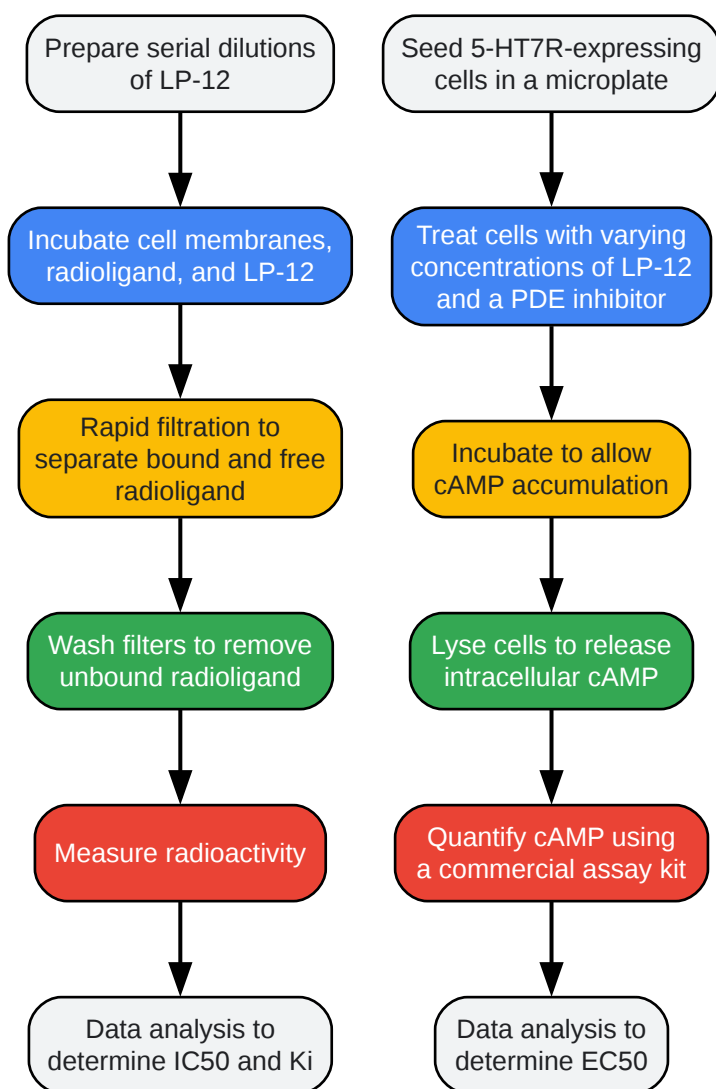 Prepare serial dilutions
of LP-12
Incubate cell membranes,
radioligand, and LP-12
Rapid filtration to
separate bound and free
radioligand
Wash filters to remove
unbound radioligand
Measure radioactivity
Data analysis to
determine IC50 and Ki
Seed 5-HT7R-expressing
cells in a microplate
Treat cells with varying
concentrations of LP-12
and a PDE inhibitor
Incubate to allow
cAMP accumulation
Lyse cells to release
intracellular cAMP
Quantify cAMP using
a commercial assay kit
Data analysis to
determine EC50